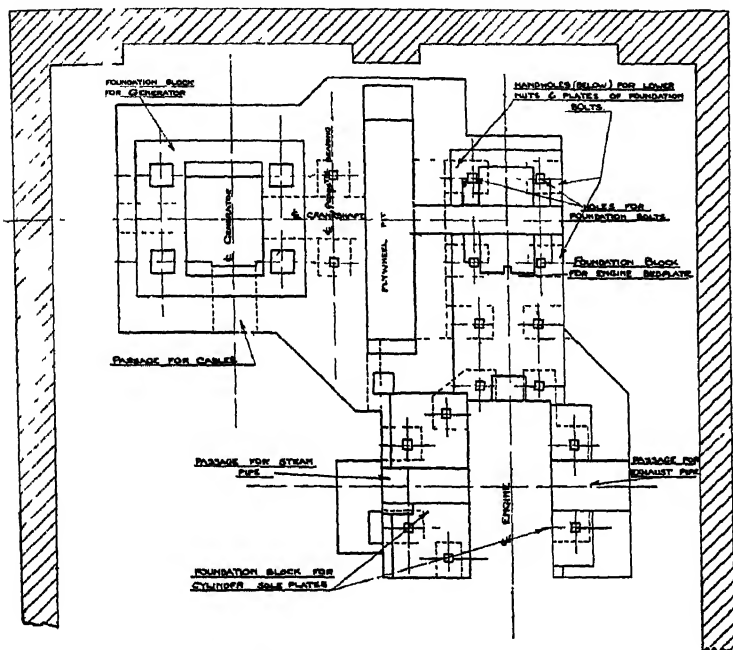 FOUNDATION BLOCK
FOR GENERATOR
HANDHOLES (BELOW) FOR LOWER
NUTS & PLATES OF FOUNDATION
BOLTS.
℄ GENERATOR
℄ CRANKSHAFT
BEARING
FLYWHEEL PIT
HOLES FOR
FOUNDATION BOLTS.
FOUNDATION BLOCK
FOR ENGINE BEDPLATE.
PASSAGE FOR CABLES
PASSAGE FOR STEAM
PIPE
PASSAGE FOR
EXHAUST PIPE
℄ ENGINE
FOUNDATION BLOCK FOR
CYLINDER SOLE PLATES